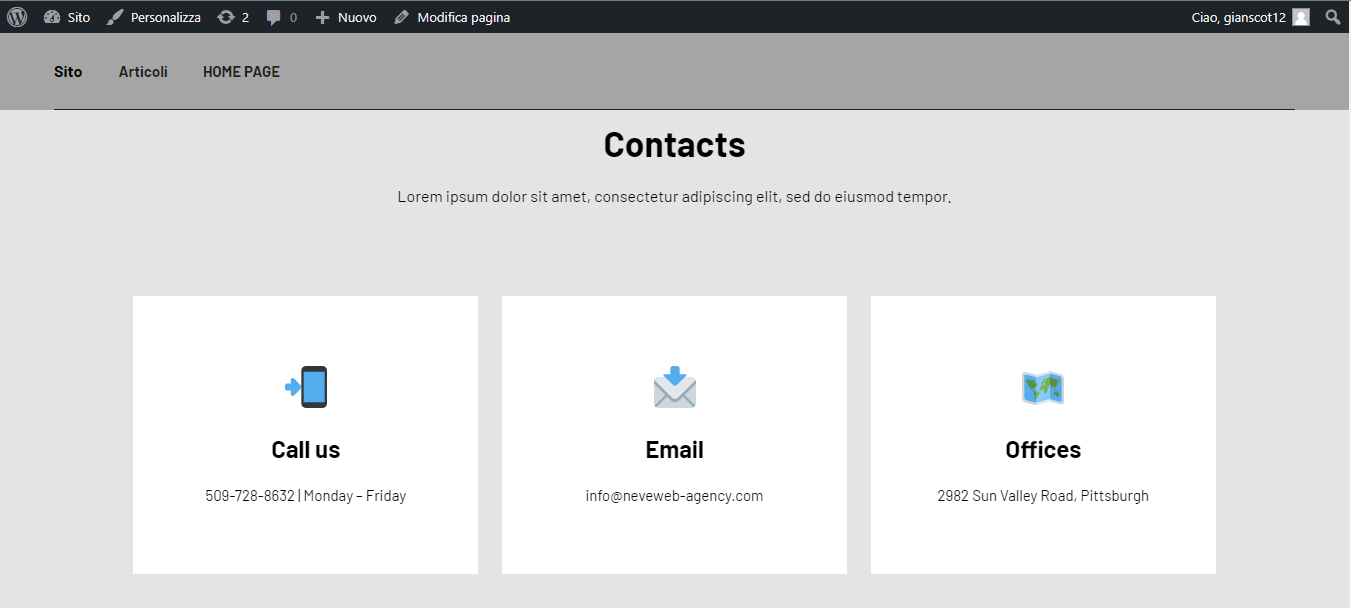 Sito Personalizza 2 0 Nuovo Modifica pagina Ciao, gianscot12
Sito Articoli HOME PAGE
Contacts
Lorem ipsum dolor sit amet, consectetur adipiscing elit, sed do eiusmod tempor.
Call us
509-728-8632 | Monday – Friday
Email
info@neveweb-agency.com
Offices
2982 Sun Valley Road, Pittsburgh